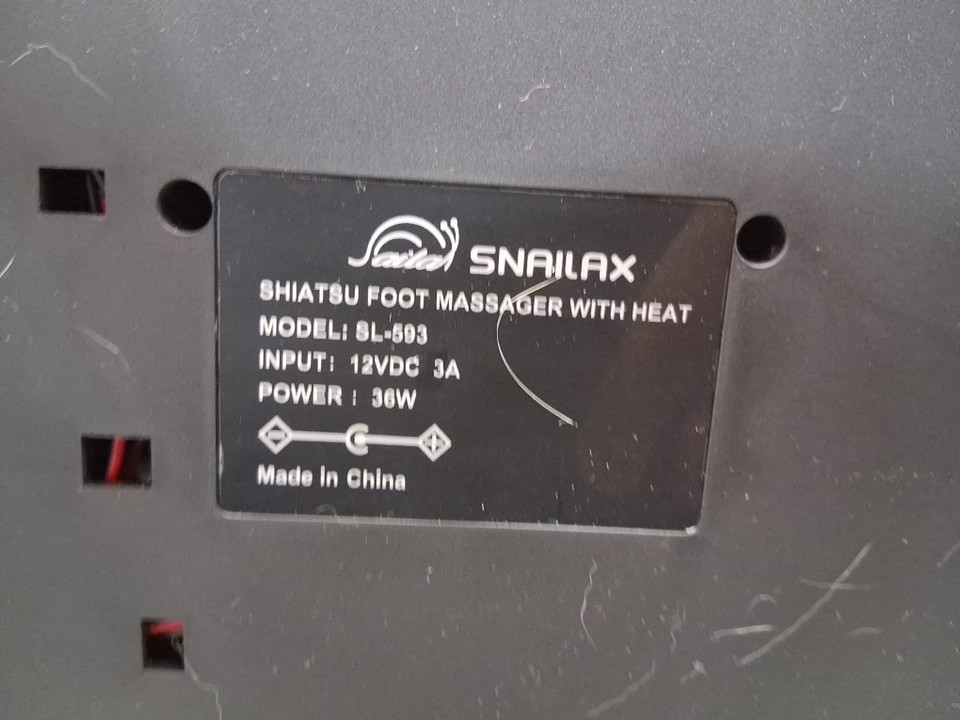 Snailax SNAILAX
SHIATSU FOOT MASSAGER WITH HEAT
MODEL: SL-593
INPUT: 12VDC 3A
POWER: 36W
Made in China